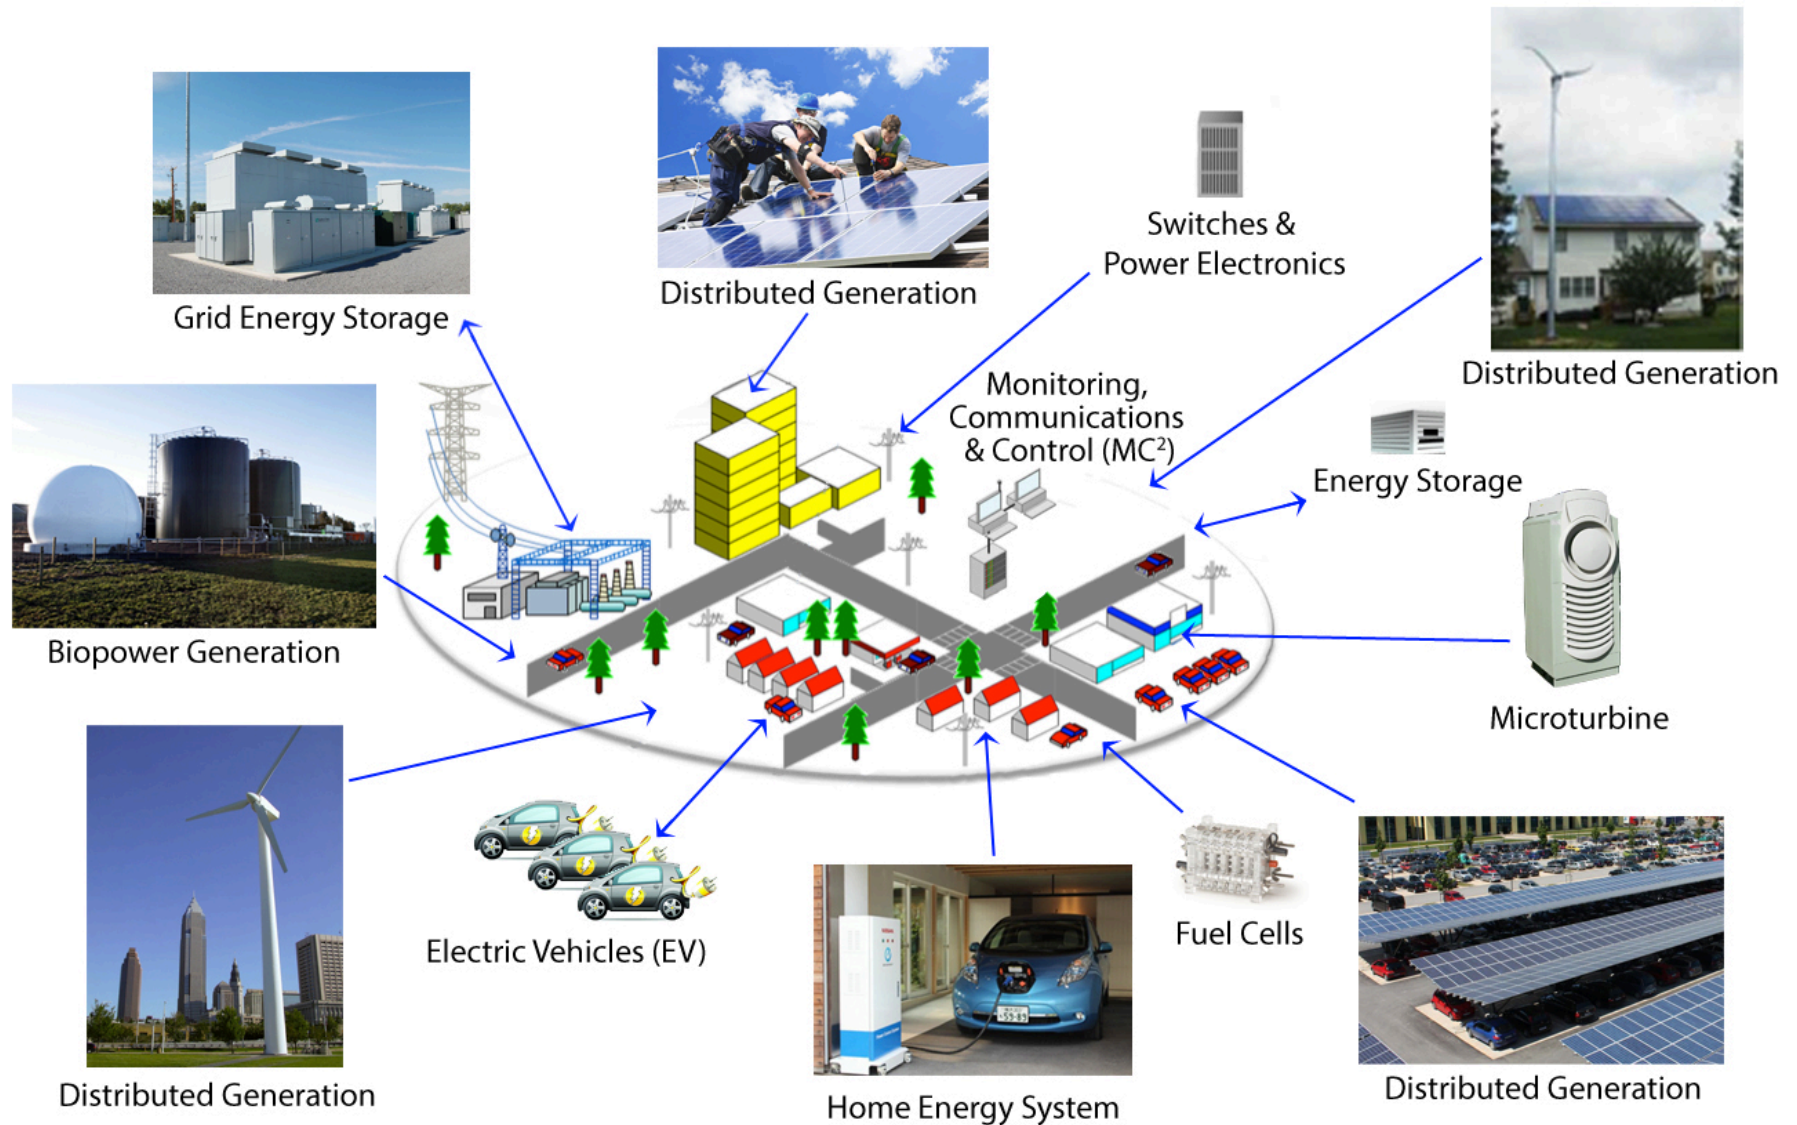 Grid Energy Storage
Distributed Generation
Switches &
Power Electronics
Distributed Generation
Monitoring,
Communications
& Control (MC²)
Energy Storage
Biopower Generation
Microturbine
Electric Vehicles (EV)
Fuel Cells
Distributed Generation
Home Energy System
Distributed Generation